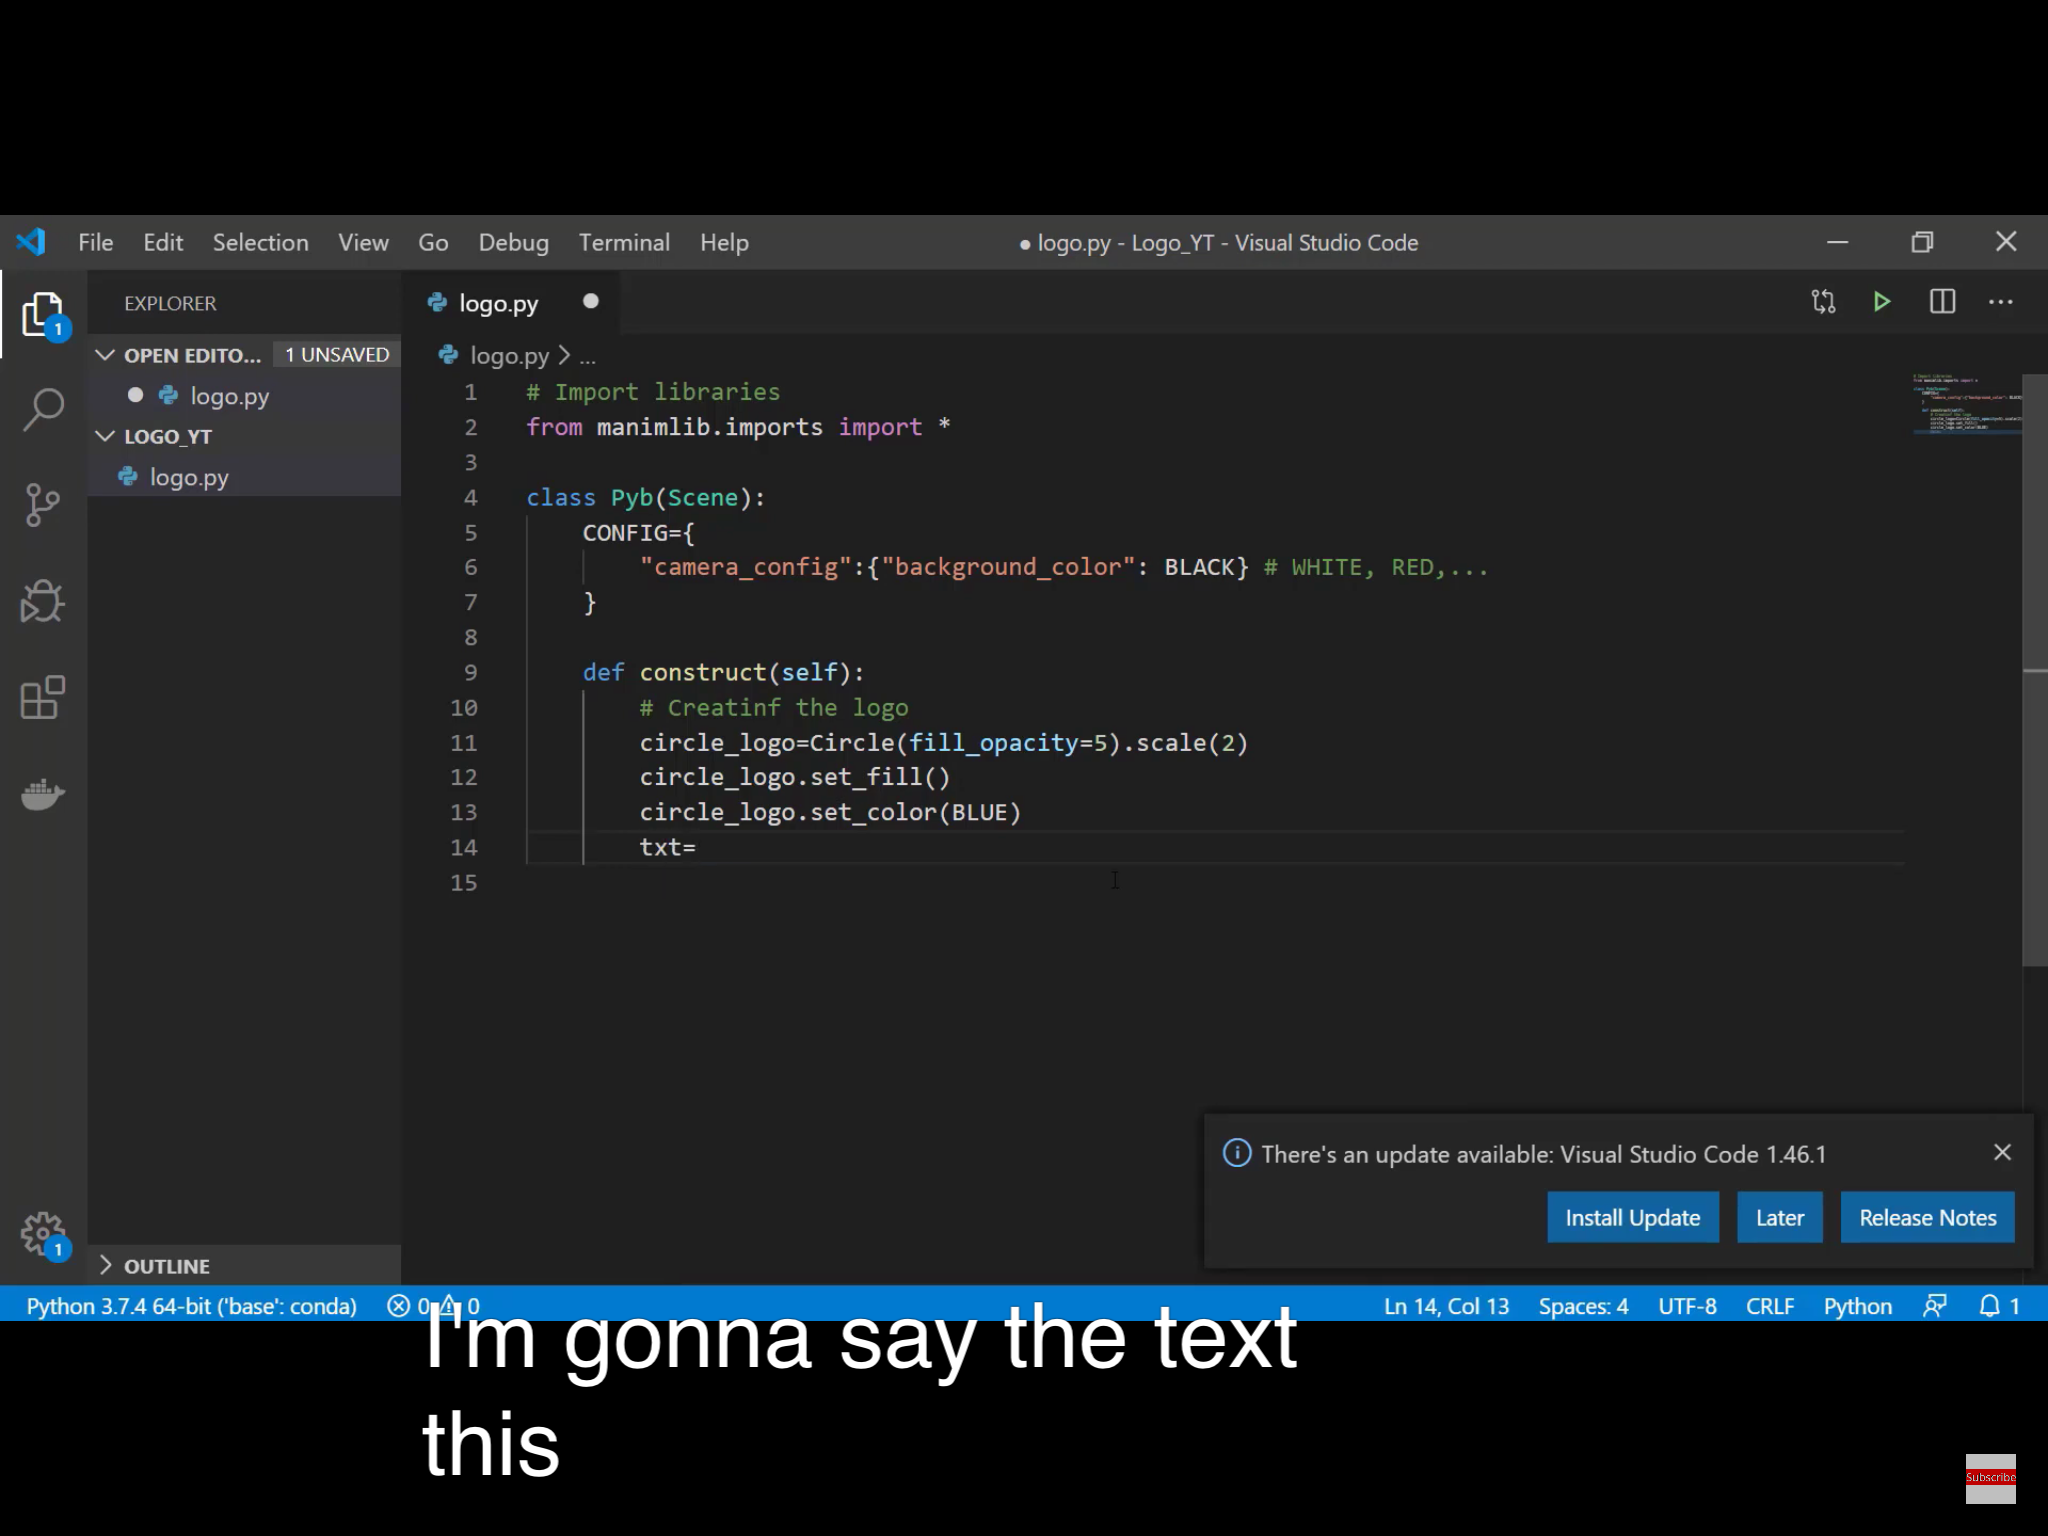 File Edit Selection View Go Debug Terminal Help ● logo.py - Logo_YT - Visual Studio Code
EXPLORER
logo.py
OPEN EDITO... 1 UNSAVED
logo.py > ...
logo.py
LOGO_YT
logo.py
1 # Import libraries
2 from manimlib.imports import *
3
4 class Pyb(Scene):
5 CONFIG={
6 "camera_config":{"background_color": BLACK} # WHITE, RED,...
7 }
8
9 def construct(self):
10 # Creatinf the logo
11 circle_logo=Circle(fill_opacity=5).scale(2)
12 circle_logo.set_fill()
13 circle_logo.set_color(BLUE)
14 txt=
15
1
There's an update available: Visual Studio Code 1.46.1
Install Update Later Release Notes
1
OUTLINE
Python 3.7.4 64-bit ('base': conda) 0 0 Ln 14, Col 13 Spaces: 4 UTF-8 CRLF Python 1
I'm gonna say the text
this
Subscribe